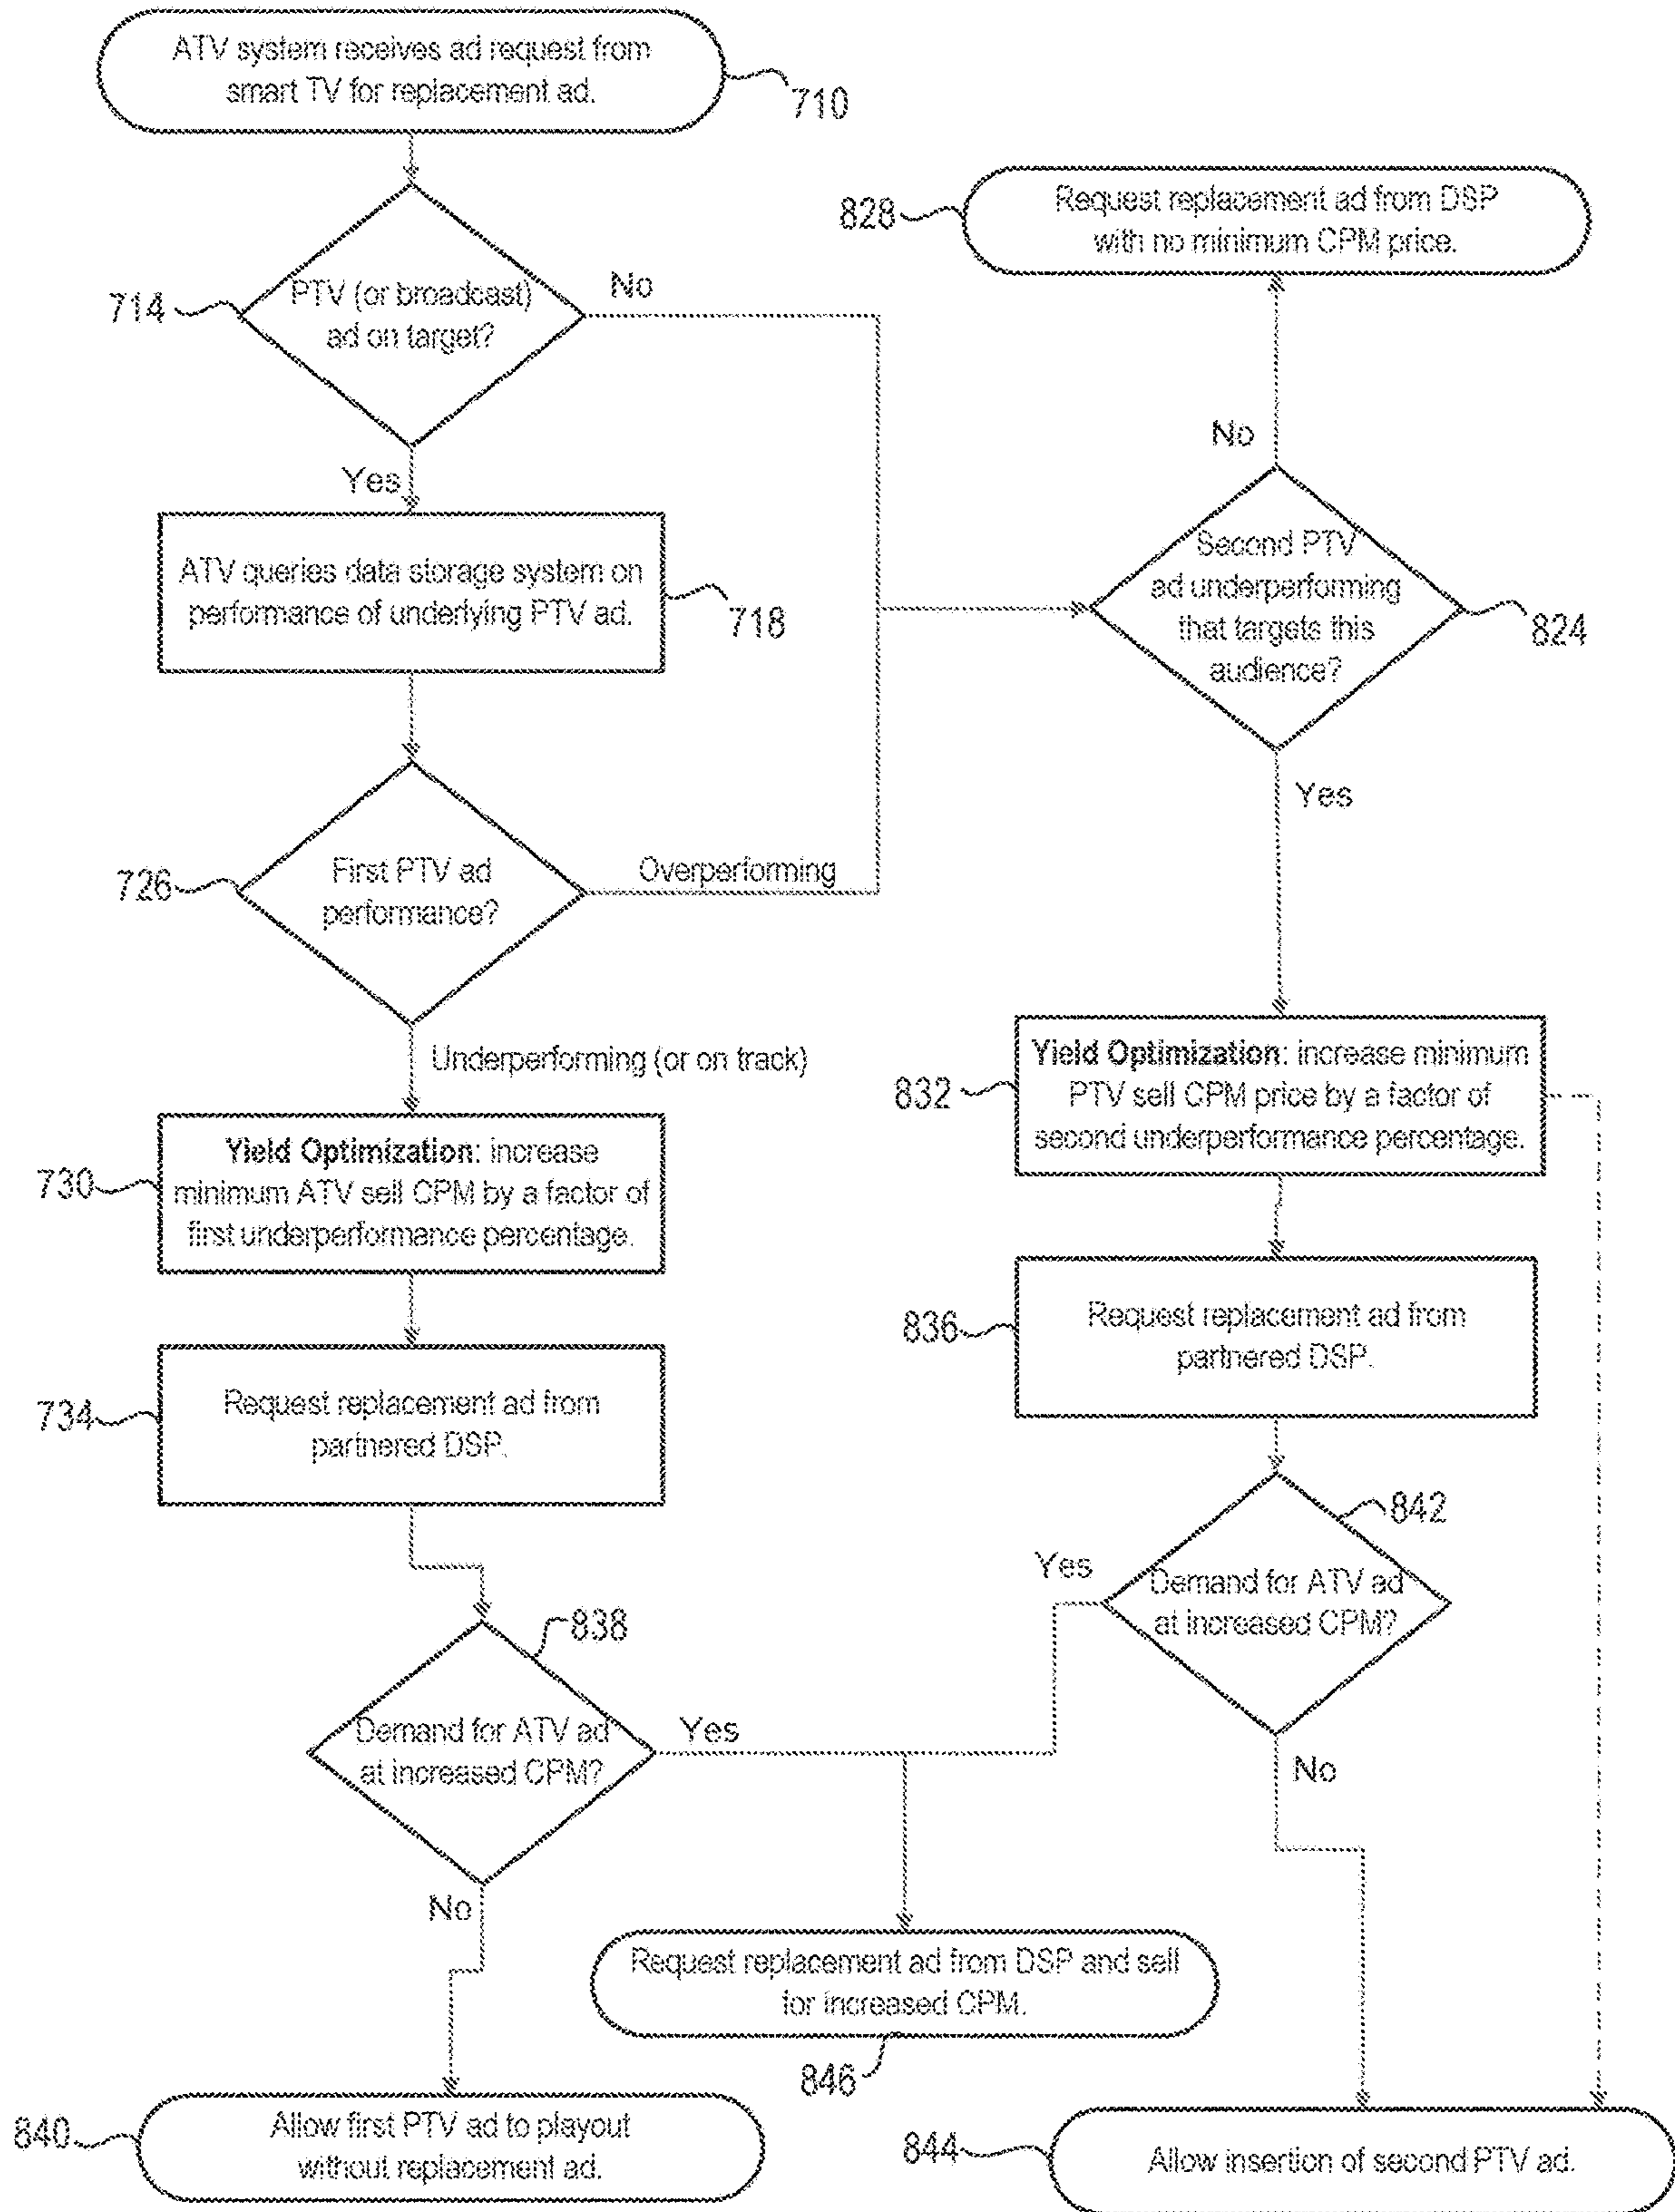 ATV system receives ad request from
smart TV for replacement ad.
710
828
Request replacement ad from DSP
with no minimum CPM price.
714
PTV (or broadcast)
ad on target?
No
Yes
No
ATV queries data storage system on
performance of underlying PTV ad.
718
Second PTV
ad underperforming
that targets this
audience?
824
Yes
726
First PTV ad
performance?
Overperforming
Underperforming (or on track)
832
Yield Optimization: increase minimum
PTV sell CPM price by a factor of
second underperformance percentage.
730
Yield Optimization: increase
minimum ATV sell CPM by a factor of
first underperformance percentage.
836
Request replacement ad from
partnered DSP.
734
Request replacement ad from
partnered DSP.
842
Yes
Demand for ATV ad
at increased CPM?
No
838
Demand for ATV ad
at increased CPM?
Yes
No
Request replacement ad from DSP and sell
for increased CPM.
846
840
Allow first PTV ad to playout
without replacement ad.
844
Allow insertion of second PTV ad.